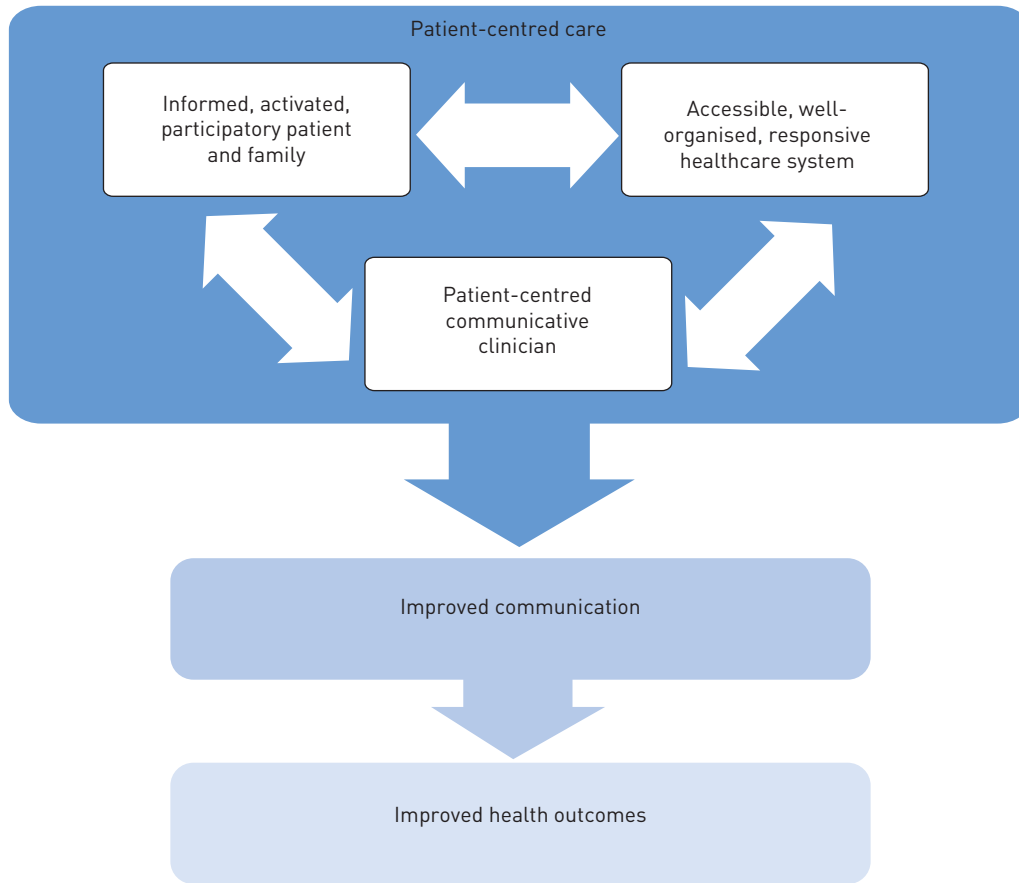 Patient-centred care
Informed, activated,
participatory patient
and family
Accessible, well-
organised, responsive
healthcare system
Patient-centred
communicative
clinician
Improved communication
Improved health outcomes